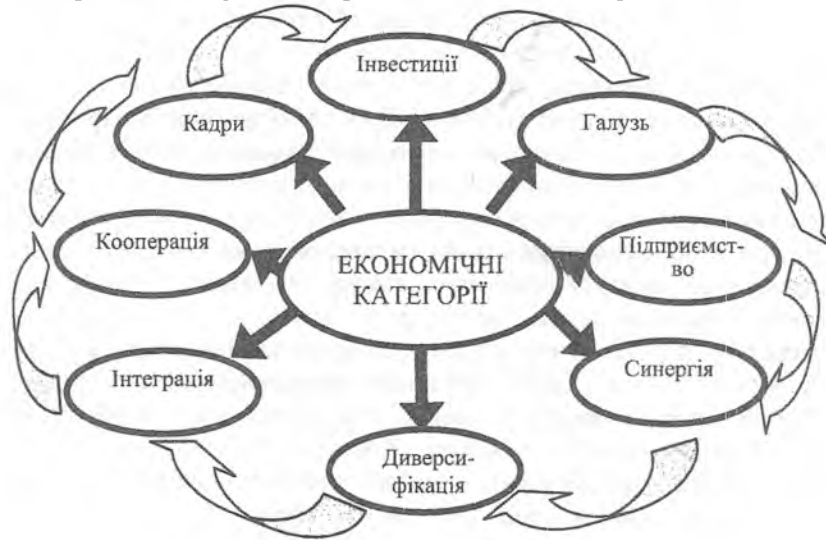 Інвестиції
Кадри
Галузь
Кооперація
ЕКОНОМІЧНІ
КАТЕГОРІЇ
Підприємст-
во
Інтеграція
Синергія
Диверси-
фікація